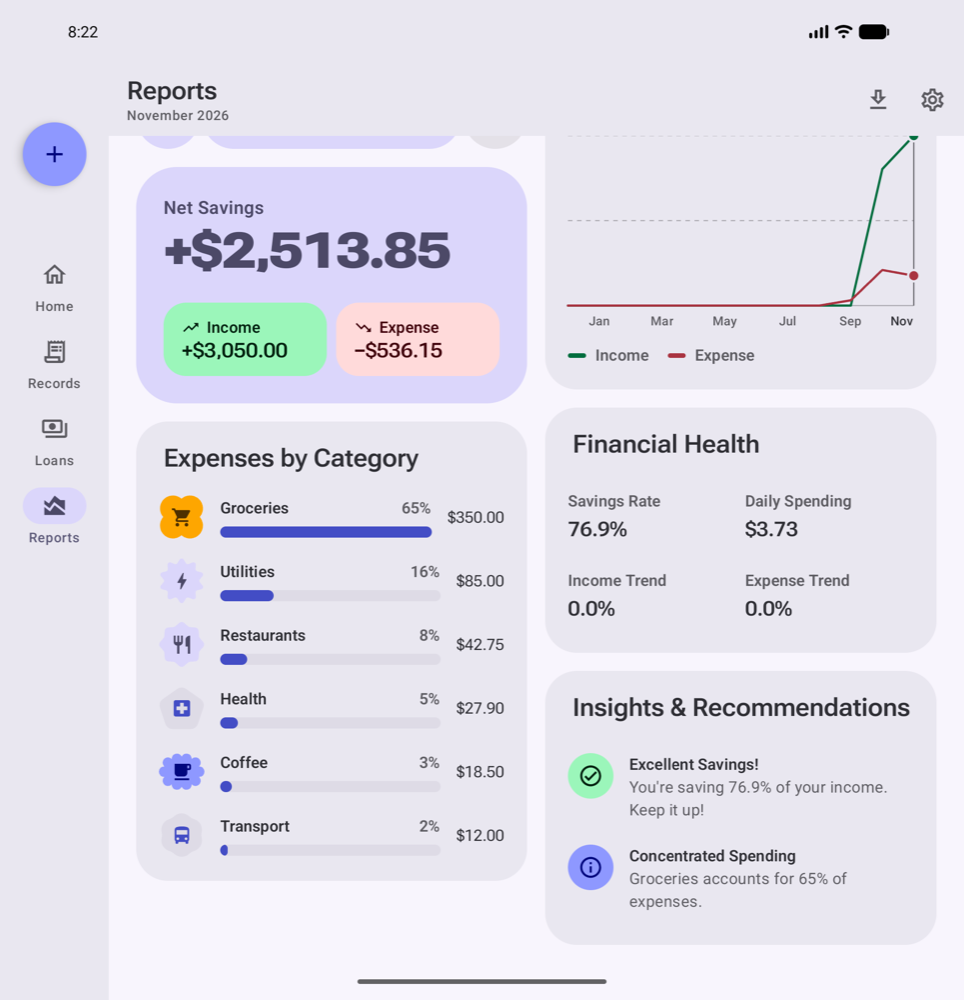 8:22
Reports
November 2026
Home
Records
Loans
Reports
Net Savings
+$2,513.85
Income
+$3,050.00
Expense
–$536.15
Expenses by Category
Groceries 65% $350.00
Utilities 16% $85.00
Restaurants 8% $42.75
Health 5% $27.90
Coffee 3% $18.50
Transport 2% $12.00
Jan Mar May Jul Sep Nov
Income Expense
Financial Health
Savings Rate
76.9%
Daily Spending
$3.73
Income Trend
0.0%
Expense Trend
0.0%
Insights & Recommendations
Excellent Savings!
You're saving 76.9% of your income.
Keep it up!
Concentrated Spending
Groceries accounts for 65% of
expenses.